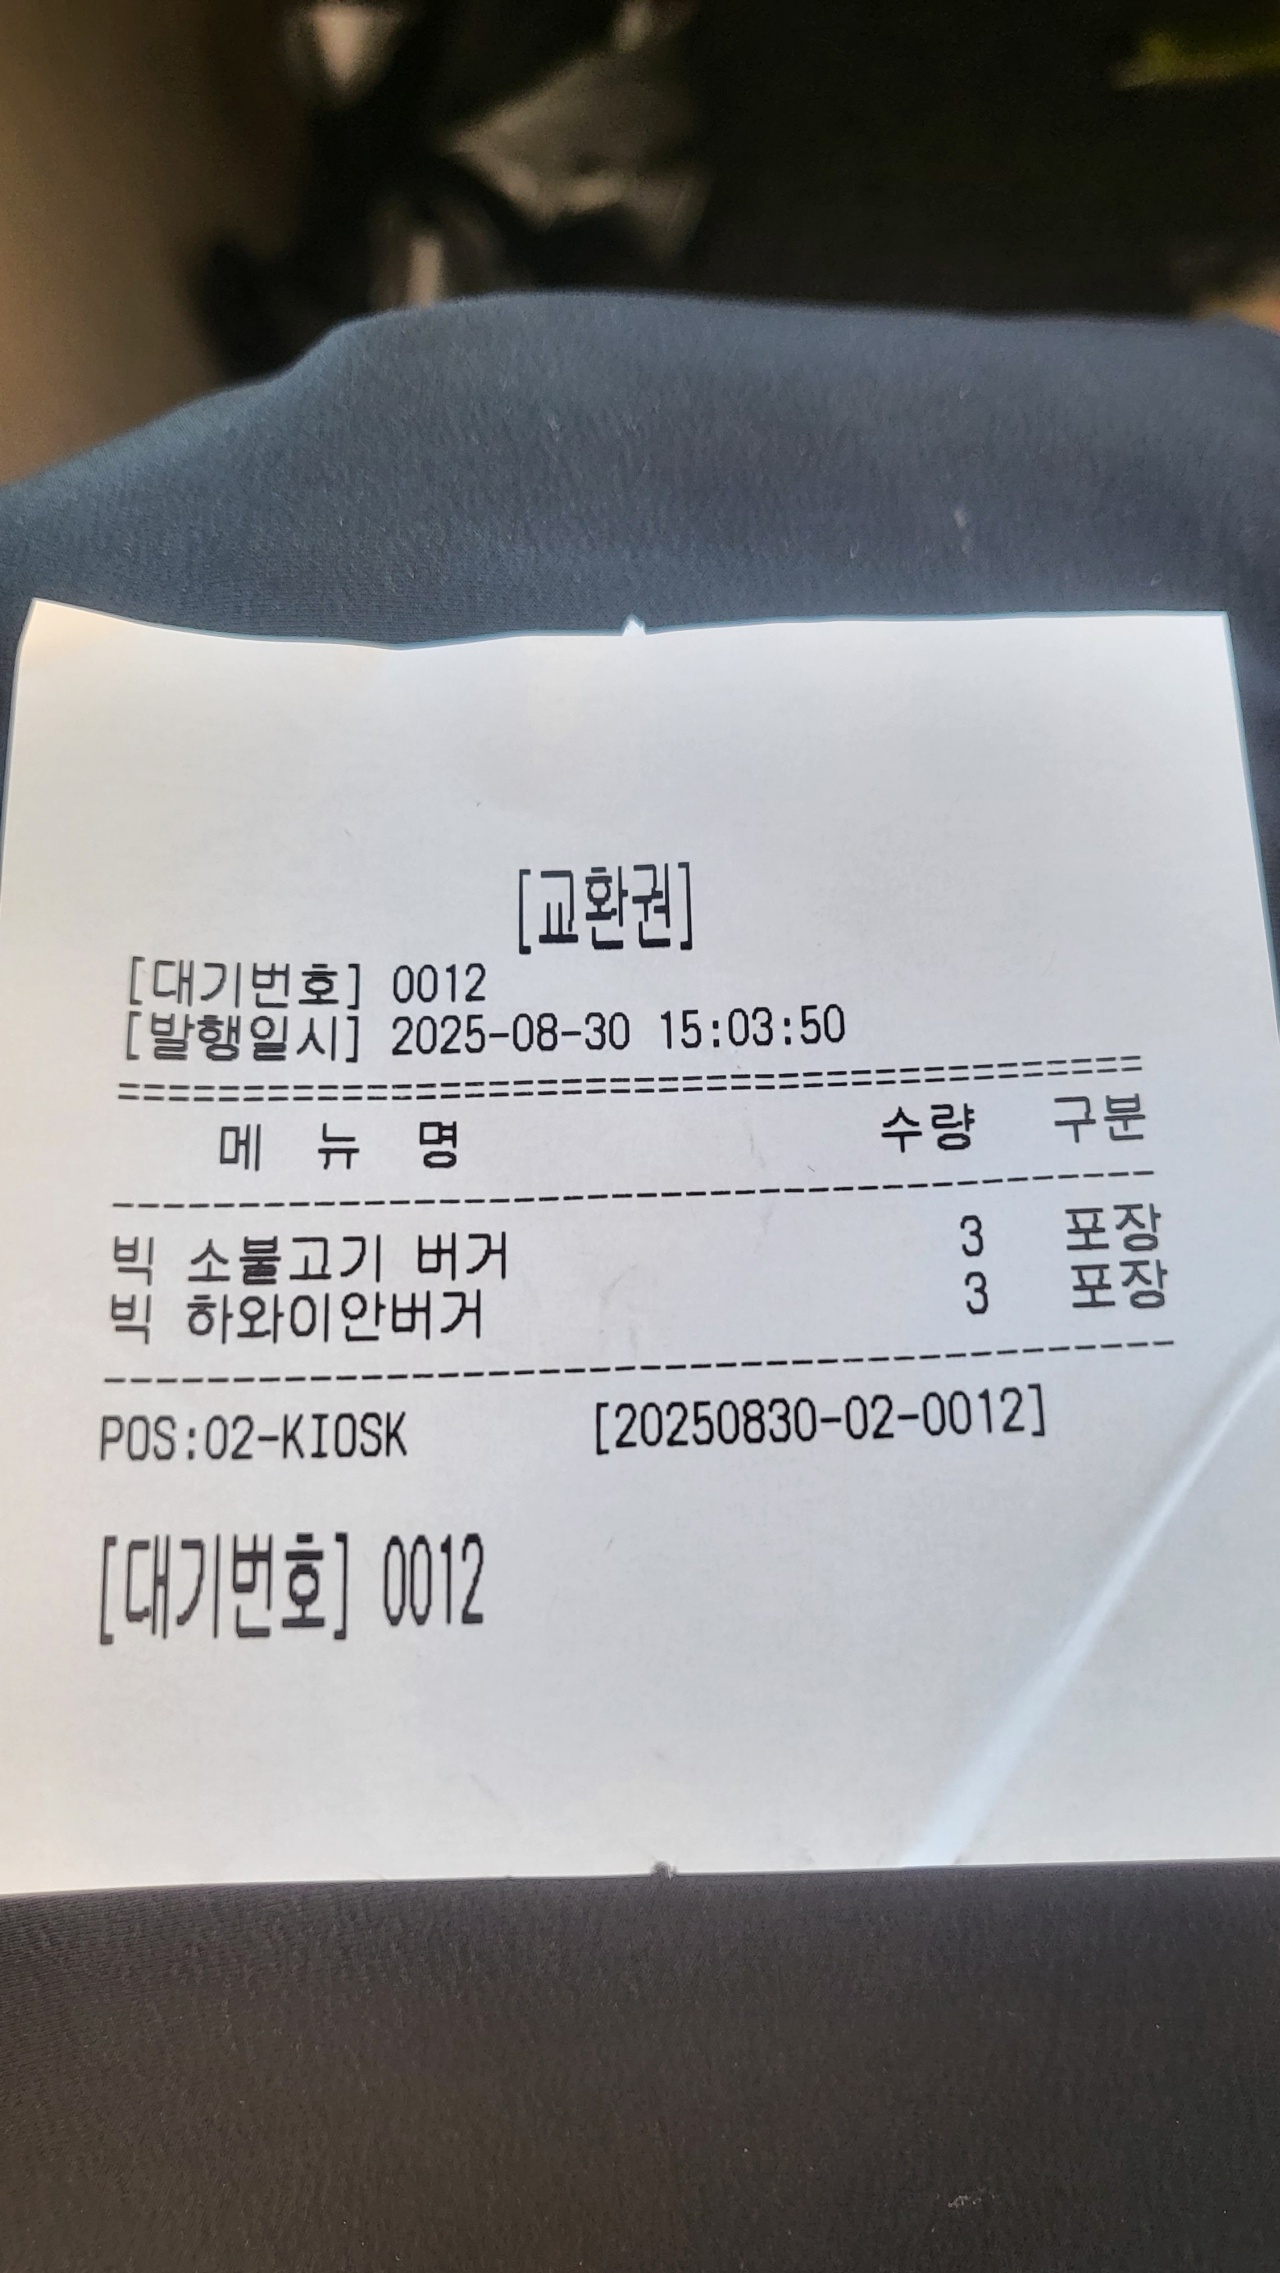 [교환권]
[대기번호] 0012
[발행일시] 2025-08-30 15:03:50
==========================================
메 뉴 명 수량 구분
------------------------------------------
빅 소불고기 버거 3 포장
빅 하와이안버거 3 포장
------------------------------------------
POS:02-KIOSK [20250830-02-0012]
[대기번호] 0012